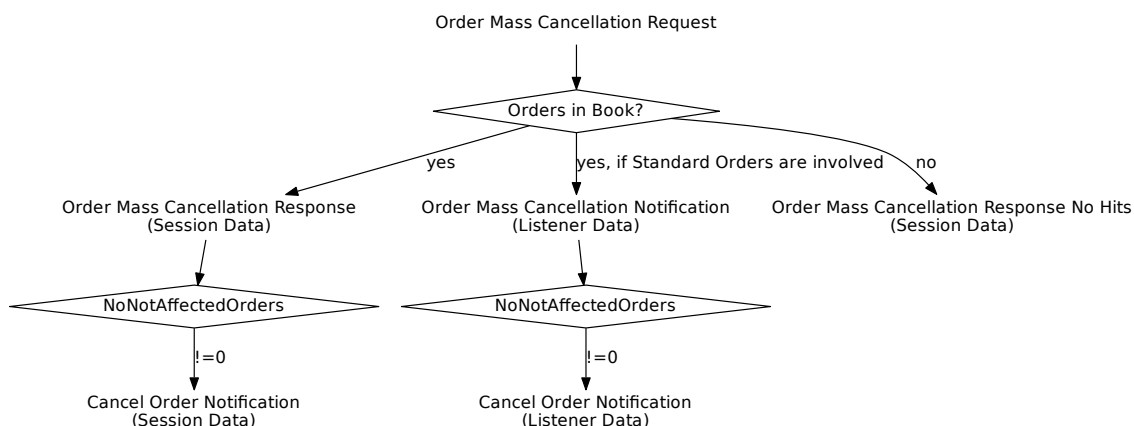 Order Mass Cancellation Request
Orders in Book?
yes
yes, if Standard Orders are involved
no
Order Mass Cancellation Response
(Session Data)
Order Mass Cancellation Notification
(Listener Data)
Order Mass Cancellation Response No Hits
(Session Data)
NoNotAffectedOrders
NoNotAffectedOrders
!=0
!=0
Cancel Order Notification
(Session Data)
Cancel Order Notification
(Listener Data)